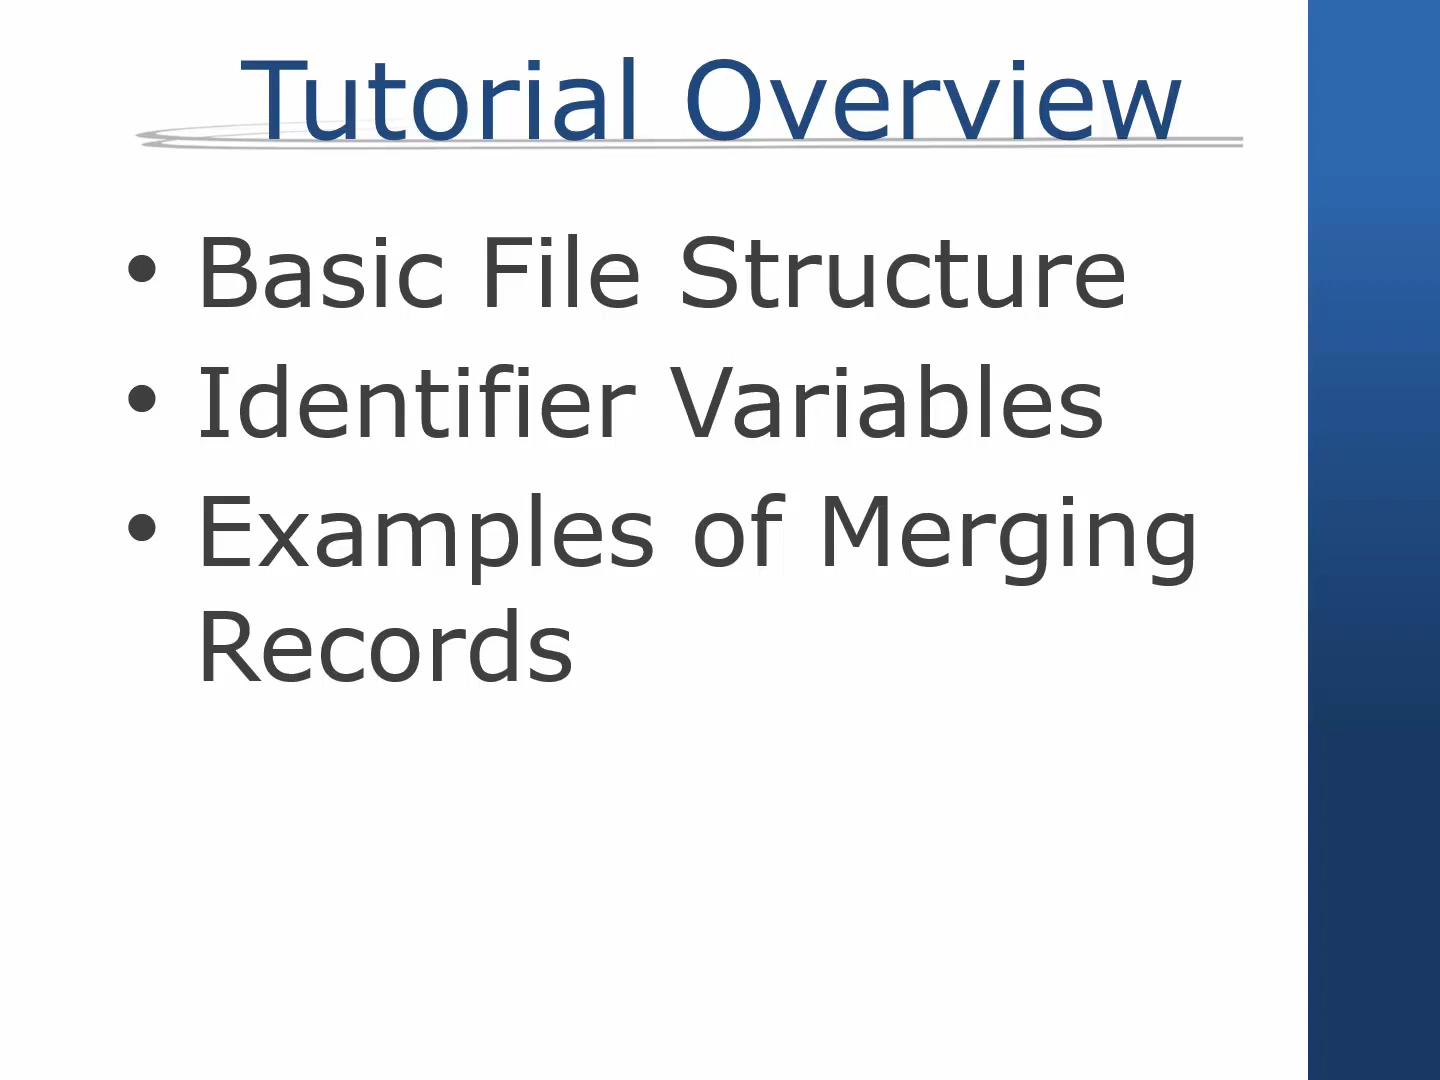 Tutorial Overview
• Basic File Structure
• Identifier Variables
• Examples of Merging
Records